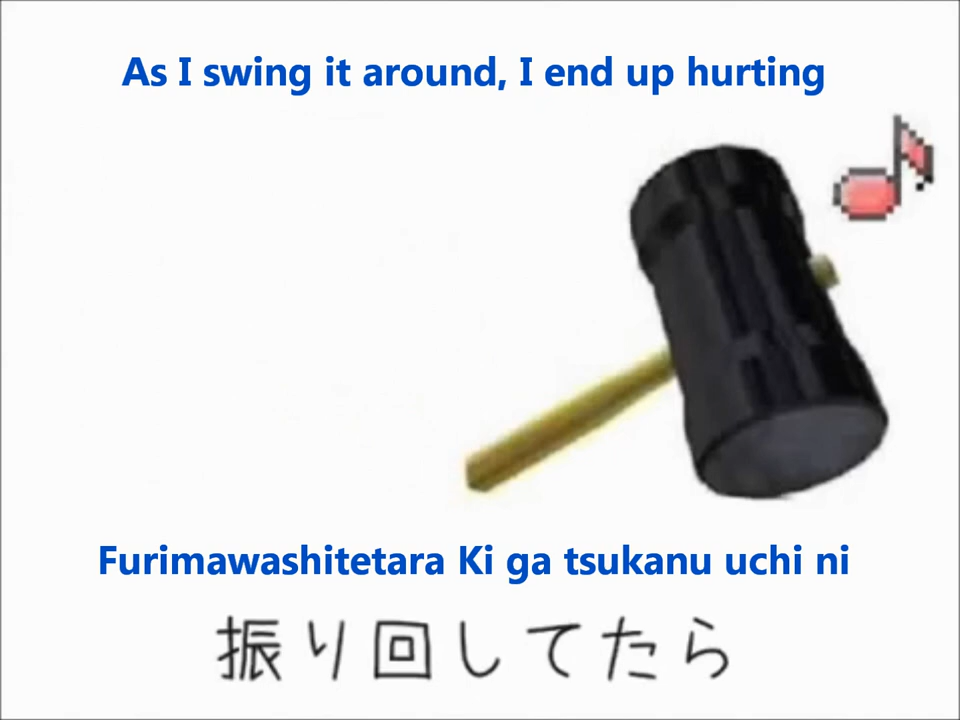 As I swing it around, I end up hurting
Furimawashitetara Ki ga tsukanu uchi ni
振り回してたら